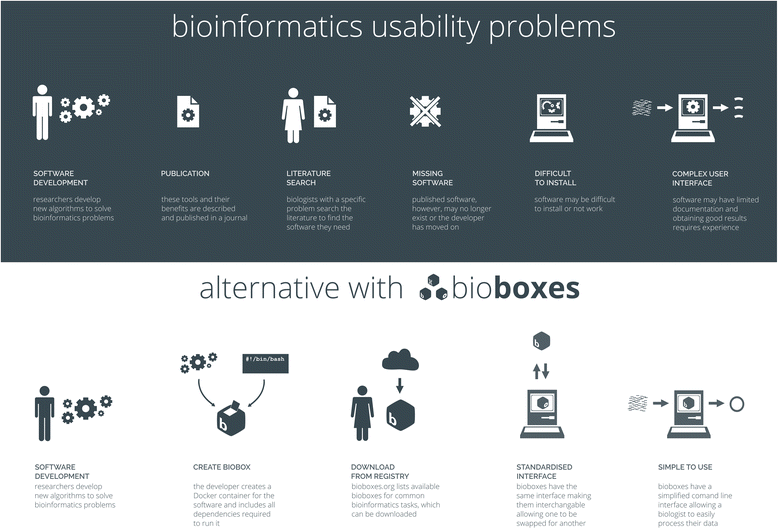 bioinformatics usability problems
SOFTWARE
DEVELOPMENT
researchers develop
new algorithms to solve
bioinformatics problems
PUBLICATION
these tools and their
benefits are described
and published in a journal
LITERATURE
SEARCH
biologists with a specific
problem search the
literature to find the
software they need
MISSING
SOFTWARE
published software,
however, may no longer
exist or the developer
has moved on
DIFFICULT
TO INSTALL
software may be difficult
to install or not work
COMPLEX USER
INTERFACE
software may have limited
documentation and
obtaining good results
requires experience
alternative with bioboxes
#!/bin/bash
b
b
b
SOFTWARE
DEVELOPMENT
researchers develop
new algorithms to solve
bioinformatics problems
CREATE BIOBOX
the developer creates a
Docker container for the
software and includes all
dependencies required
to run it
DOWNLOAD
FROM REGISTRY
bioboxes.org lists available
bioboxes for common
bioinformatics tasks, which
can be downloaded
STANDARDISED
INTERFACE
bioboxes have the
same interface making
them interchangable
allowing one to be
swapped for another
SIMPLE TO USE
bioboxes have a
simplified comand line
interface allowing a
biologist to easily
process their data